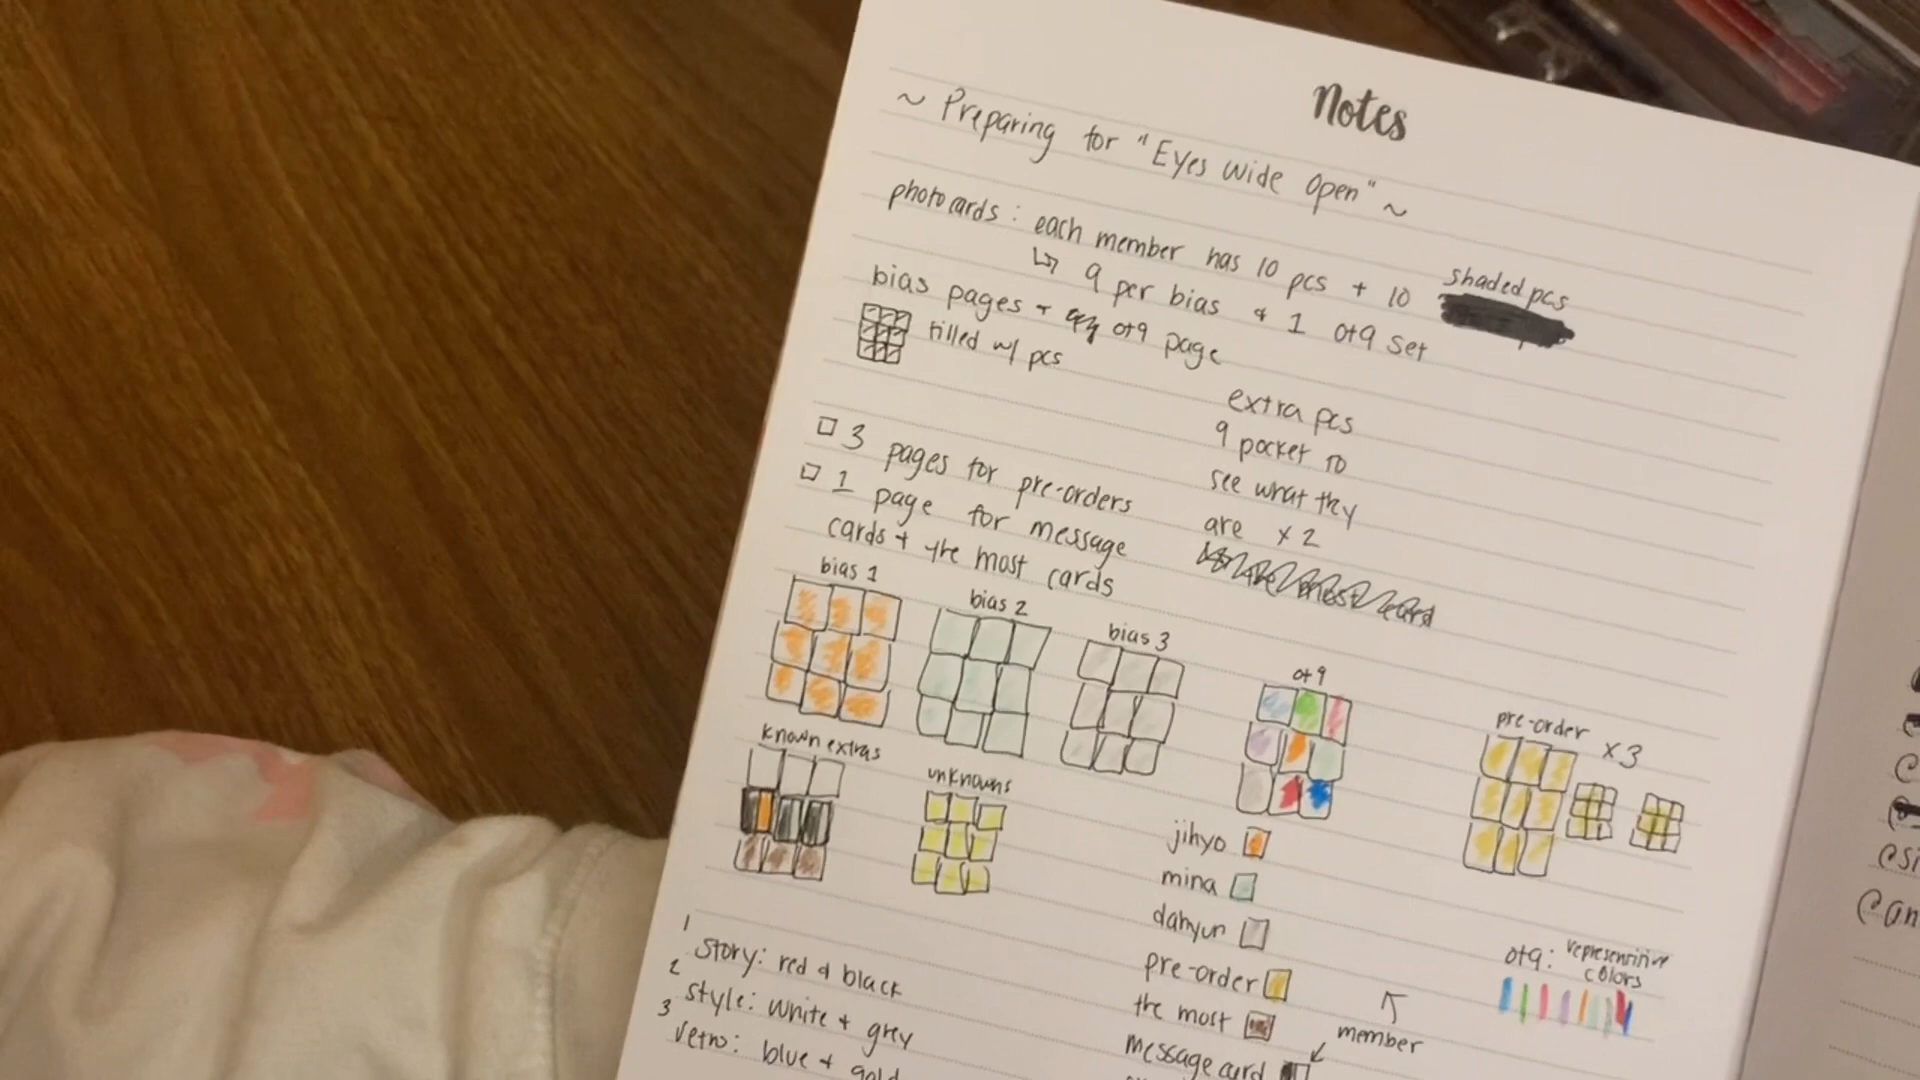 Notes
~ Preparing for "Eyes Wide Open" ~
photocards: each member has 10 pcs + 10 shaded pcs
↳ 9 per bias & 1 ot9 set
bias pages + ot9 page
filled w/ pcs
extra pcs
9 pocket to
see what they
are x 2
□ 3 pages for pre-orders
□ 1 page for message
cards + the most cards
bias 1
bias 2
bias 3
ot9
pre-order x3
known extras
unknowns
jihyo
mina
dahyun
pre-order
the most
message card
member
ot9: representitive
colors
1 story: red & black
2 style: white + grey
3 retro: blue + gold